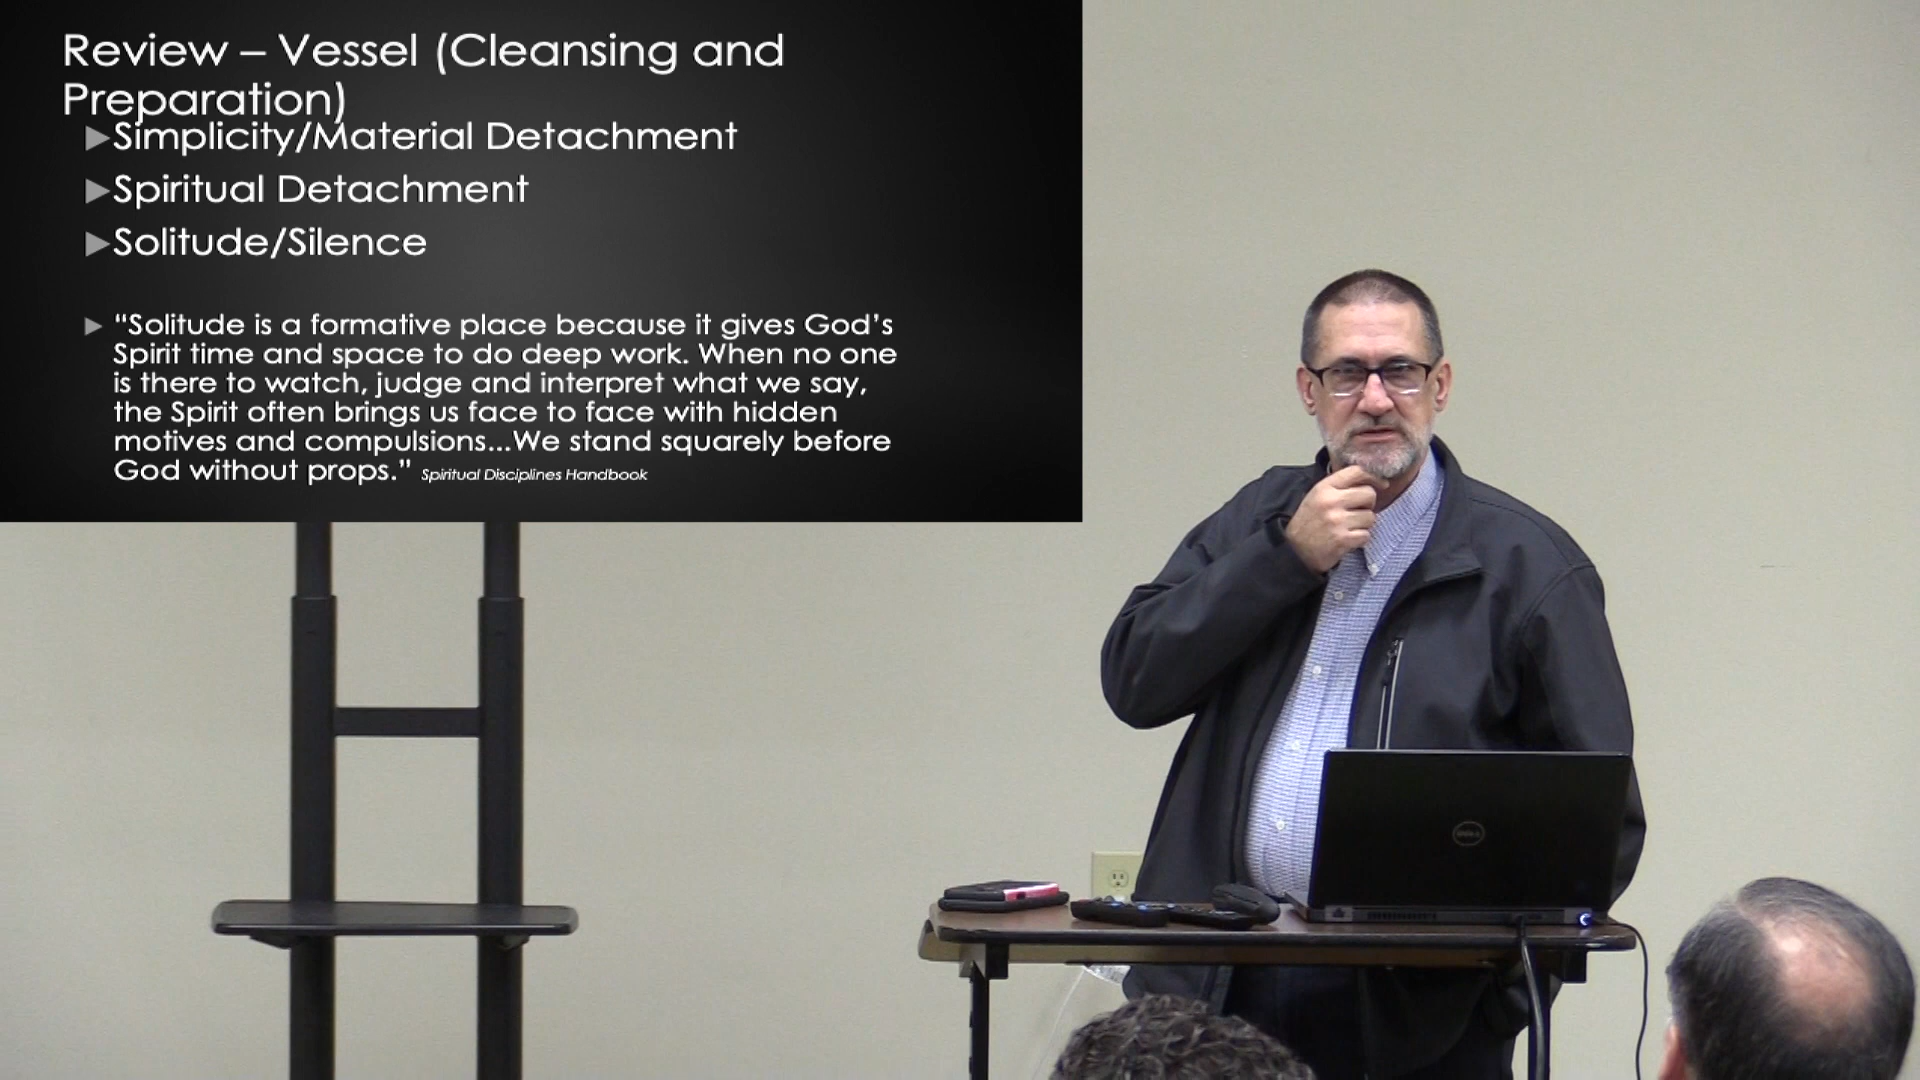 Review – Vessel (Cleansing and
Preparation)
▶Simplicity/Material Detachment
▶Spiritual Detachment
▶Solitude/Silence
▶ “Solitude is a formative place because it gives God’s
Spirit time and space to do deep work. When no one
is there to watch, judge and interpret what we say,
the Spirit often brings us face to face with hidden
motives and compulsions...We stand squarely before
God without props.” Spiritual Disciplines Handbook
DELL